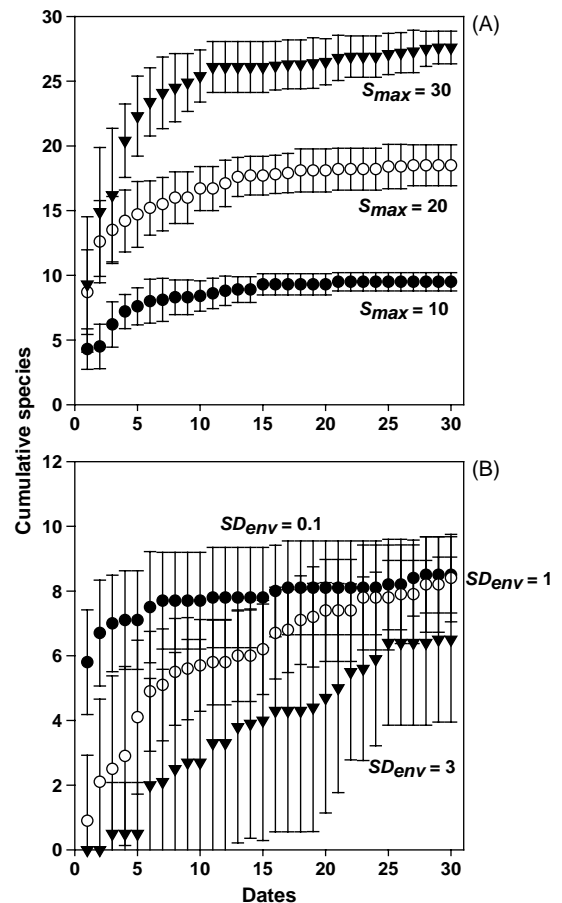 (A)
30
25
20
15
10
5
0
S_max = 30
S_max = 20
S_max = 10
0 5 10 15 20 25 30
Cumulative species
(B)
12
10
8
6
4
2
0
SD_env = 0.1
SD_env = 1
SD_env = 3
0 5 10 15 20 25 30
Dates